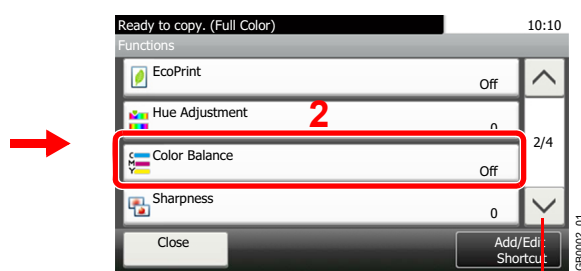 Ready to copy. (Full Color) 10:10
Functions
EcoPrint
Off
Hue Adjustment
2
0
2/4
Color Balance
Off
Sharpness
0
Close
Add/Edit
Shortcut
C
M
Y
GB0002_01